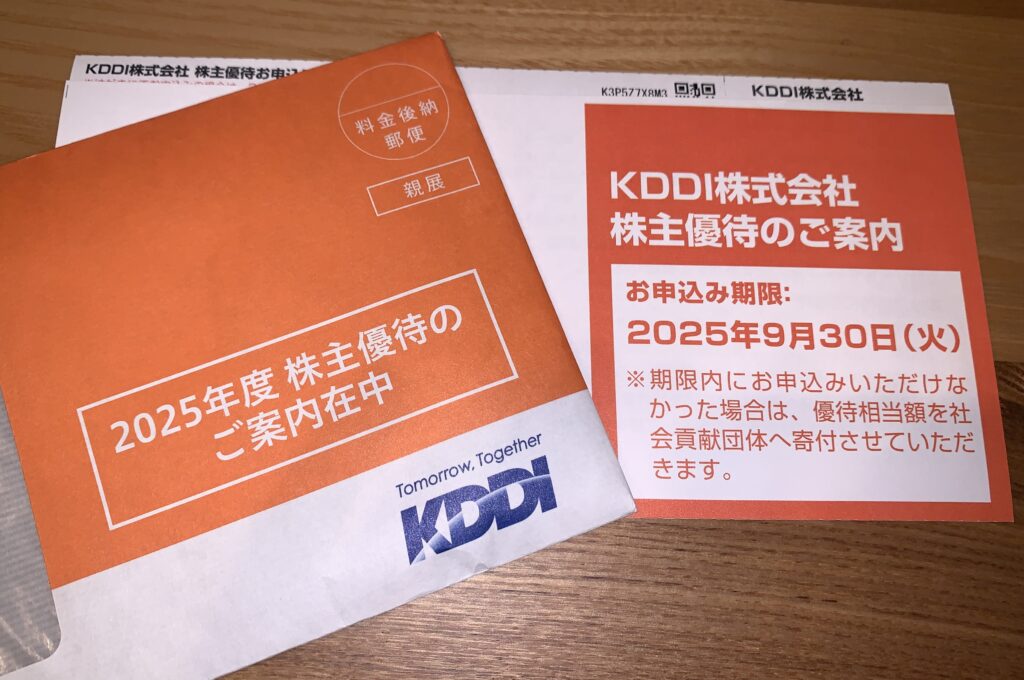 KDDI株式会社 株主優待お申込
料金後納
郵便
親展
2025年度 株主優待の
ご案内在中
Tomorrow, Together
KDDI
K3P5Z7X8M3
KDDI株式会社
KDDI株式会社
株主優待のご案内
お申込み期限:
2025年9月30日(火)
※期限内にお申込みいただけな
かった場合は、優待相当額を社
会貢献団体へ寄付させていただ
きます。